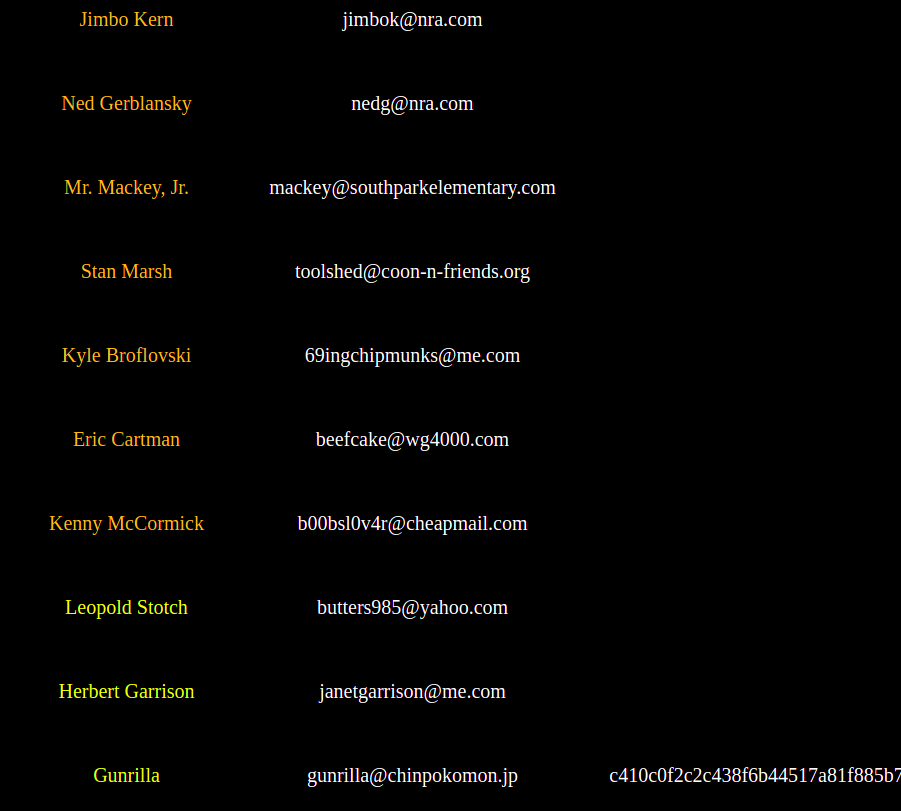 Jimbo Kern jimbok@nra.com
Ned Gerblansky nedg@nra.com
Mr. Mackey, Jr. mackey@southparkelementary.com
Stan Marsh toolshed@coon-n-friends.org
Kyle Broflovski 69ingchipmunks@me.com
Eric Cartman beefcake@wg4000.com
Kenny McCormick b00bsl0v4r@cheapmail.com
Leopold Stotch butters985@yahoo.com
Herbert Garrison janetgarrison@me.com
Gunrilla gunrilla@chinpokomon.jp c410c0f2c2c438f6b44517a81f885b7